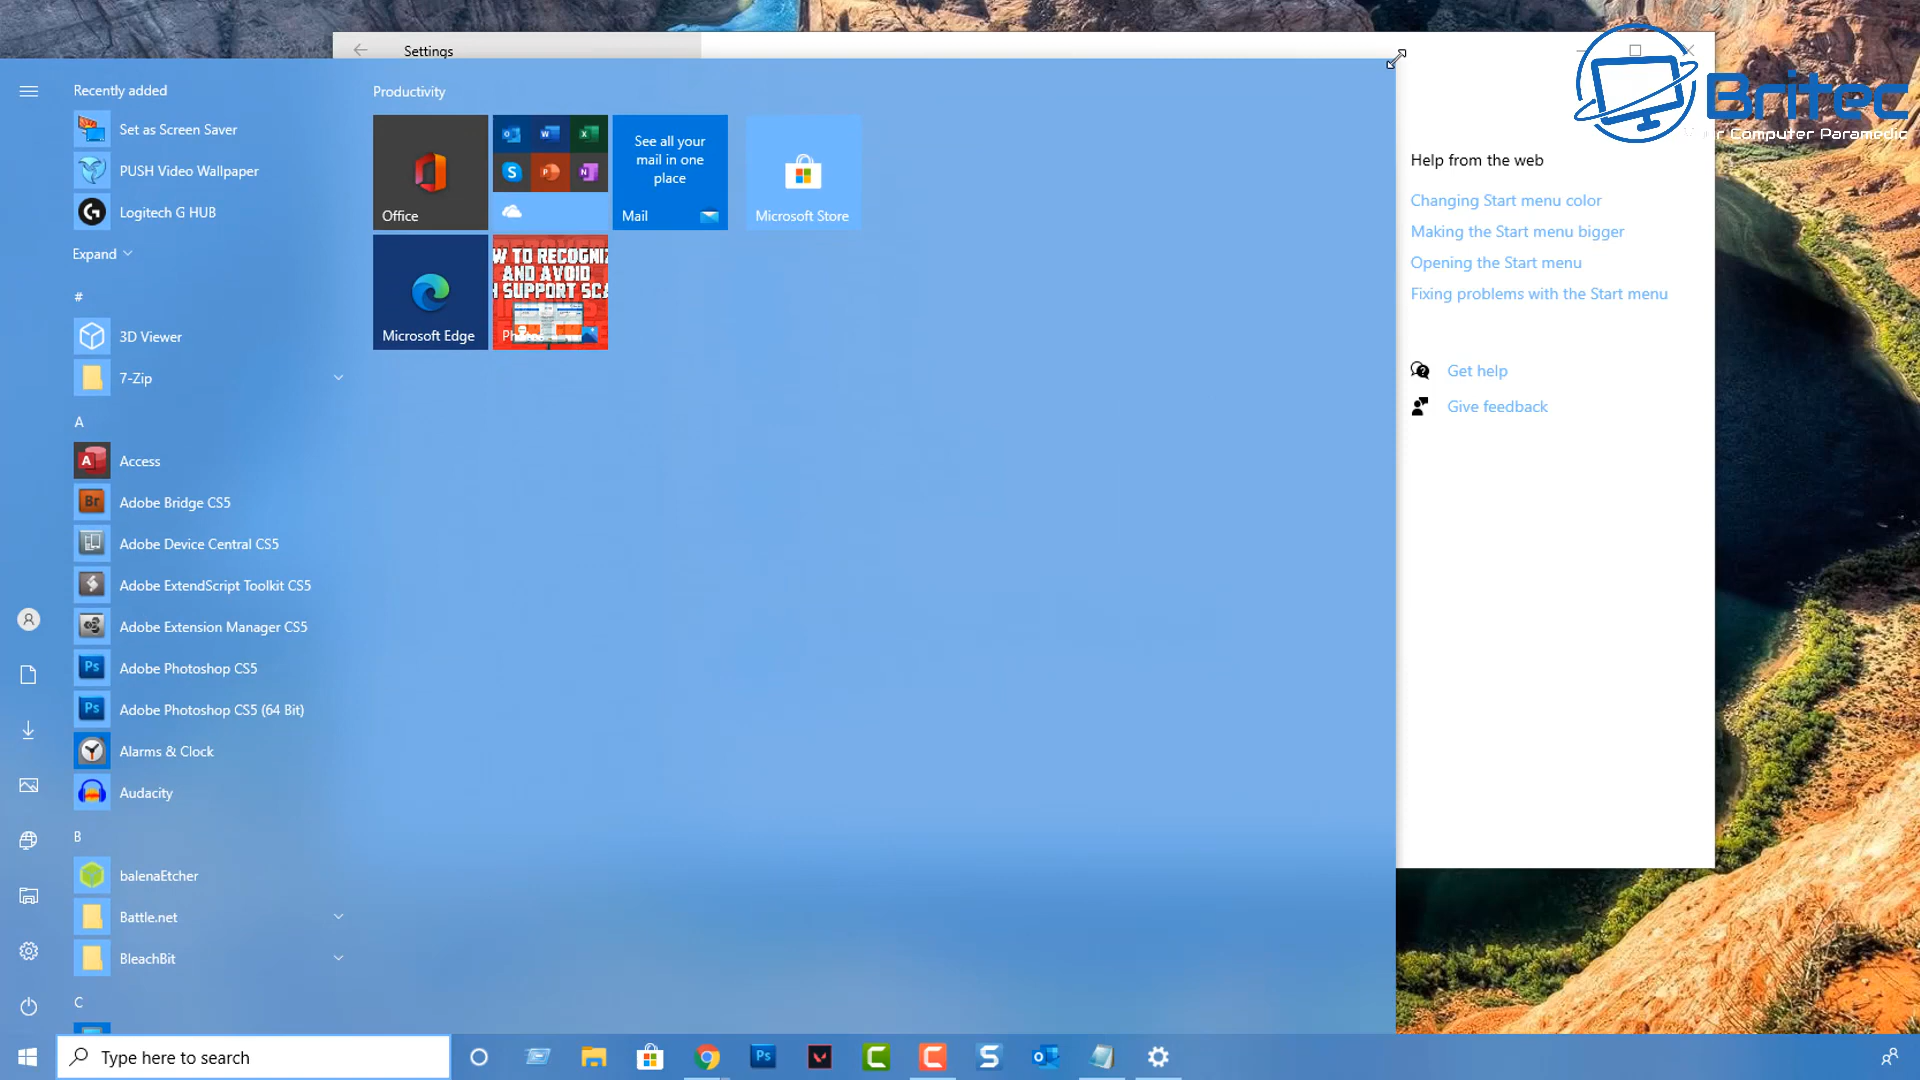 Settings
Britec
Your Computer Paramedic
Recently added
Set as Screen Saver
PUSH Video Wallpaper
Logitech G HUB
Expand
#
3D Viewer
7-Zip
A
Access
Adobe Bridge CS5
Adobe Device Central CS5
Adobe ExtendScript Toolkit CS5
Adobe Extension Manager CS5
Adobe Photoshop CS5
Adobe Photoshop CS5 (64 Bit)
Alarms & Clock
Audacity
B
balenaEtcher
Battle.net
BleachBit
C
Productivity
Office
See all your
mail in one
place
Mail
Microsoft Store
Microsoft Edge
RECOGNIZ
AND AVOID
SUPPORT
Help from the web
Changing Start menu color
Making the Start menu bigger
Opening the Start menu
Fixing problems with the Start menu
Get help
Give feedback
Type here to search